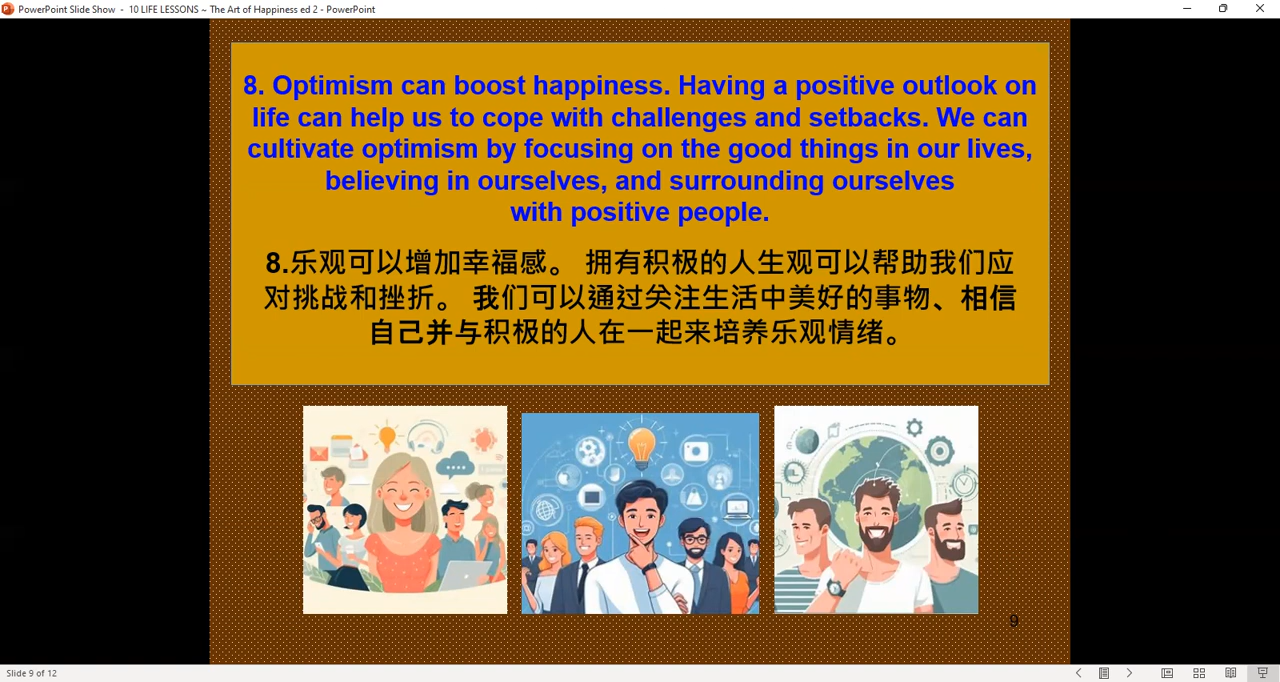 PowerPoint Slide Show - 10 LIFE LESSONS ~ The Art of Happiness ed 2 - PowerPoint
8. Optimism can boost happiness. Having a positive outlook on
life can help us to cope with challenges and setbacks. We can
cultivate optimism by focusing on the good things in our lives,
believing in ourselves, and surrounding ourselves
with positive people.
8.乐观可以增加幸福感。 拥有积极的人生观可以帮助我们应
对挑战和挫折。 我们可以通过关注生活中美好的事物、相信
自己并与积极的人在一起来培养乐观情绪。
9
Slide 9 of 12